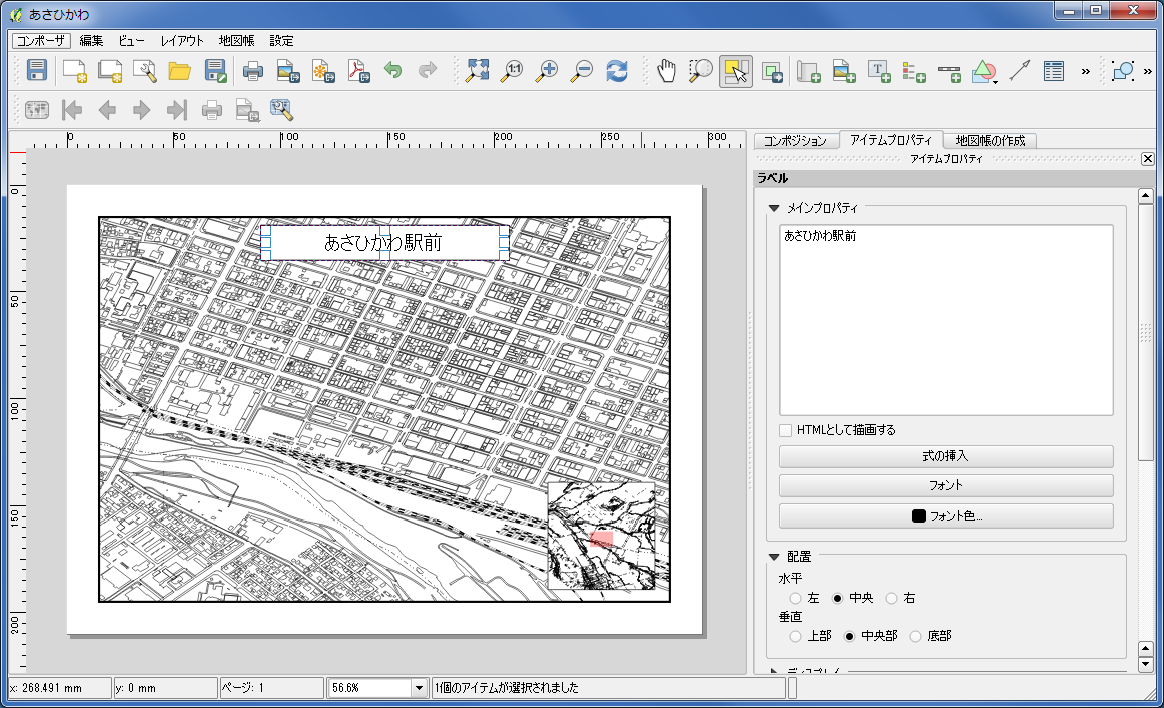 あさひかわ
コンポーザ 編集 ビュー レイアウト 地図帳 設定
1:1
T
»
»
0 50 100 150 200 250 300
コンポジション アイテムプロパティ 地図帳の作成
アイテムプロパティ
ラベル
メインプロパティ
あさひかわ駅前
HTMLとして描画する
式の挿入
フォント
フォント色...
配置
水平
左 中央 右
垂直
上部 中央部 底部
ディスプレイ
0
50
100
150
200
あさひかわ駅前
x: 268.491 mm y: 0 mm ページ: 1 56.6% 1個のアイテムが選択されました